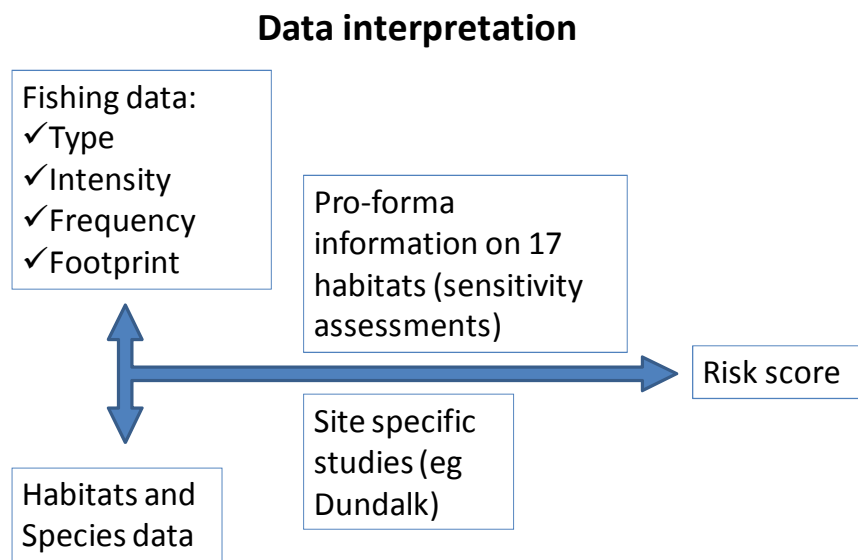 Data interpretation
Fishing data:
✓Type
✓Intensity
✓Frequency
✓Footprint
Pro-forma
information on 17
habitats (sensitivity
assessments)
Risk score
Site specific
studies (eg
Dundalk)
Habitats and
Species data